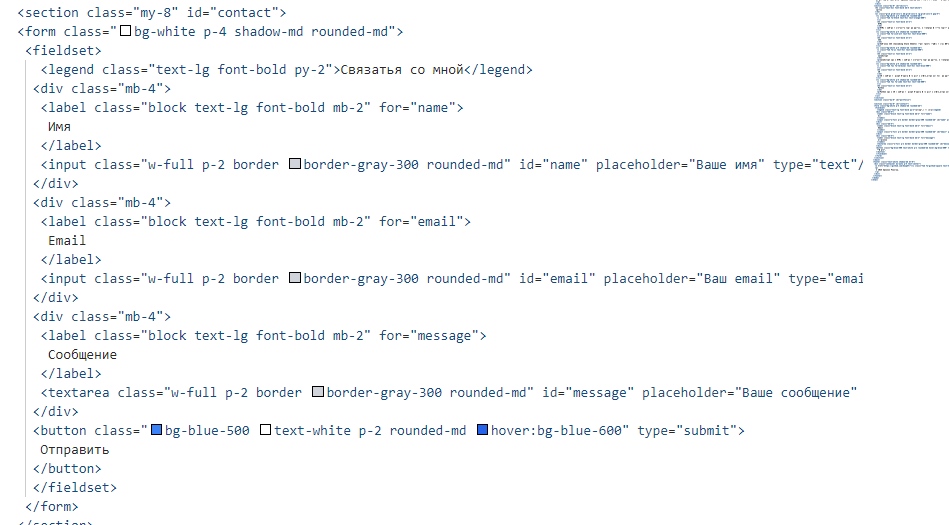 <section class="my-8" id="contact">
<form class="bg-white p-4 shadow-md rounded-md">
<fieldset>
<legend class="text-lg font-bold py-2">Связатья со мной</legend>
<div class="mb-4">
<label class="block text-lg font-bold mb-2" for="name">
Имя
</label>
<input class="w-full p-2 border border-gray-300 rounded-md" id="name" placeholder="Ваше имя" type="text"/
</div>
<div class="mb-4">
<label class="block text-lg font-bold mb-2" for="email">
Email
</label>
<input class="w-full p-2 border border-gray-300 rounded-md" id="email" placeholder="Ваш email" type="emai
</div>
<div class="mb-4">
<label class="block text-lg font-bold mb-2" for="message">
Сообщение
</label>
<textarea class="w-full p-2 border border-gray-300 rounded-md" id="message" placeholder="Ваше сообщение"
</div>
<button class="bg-blue-500 text-white p-2 rounded-md hover:bg-blue-600" type="submit">
Отправить
</button>
</fieldset>
</form>
</section>